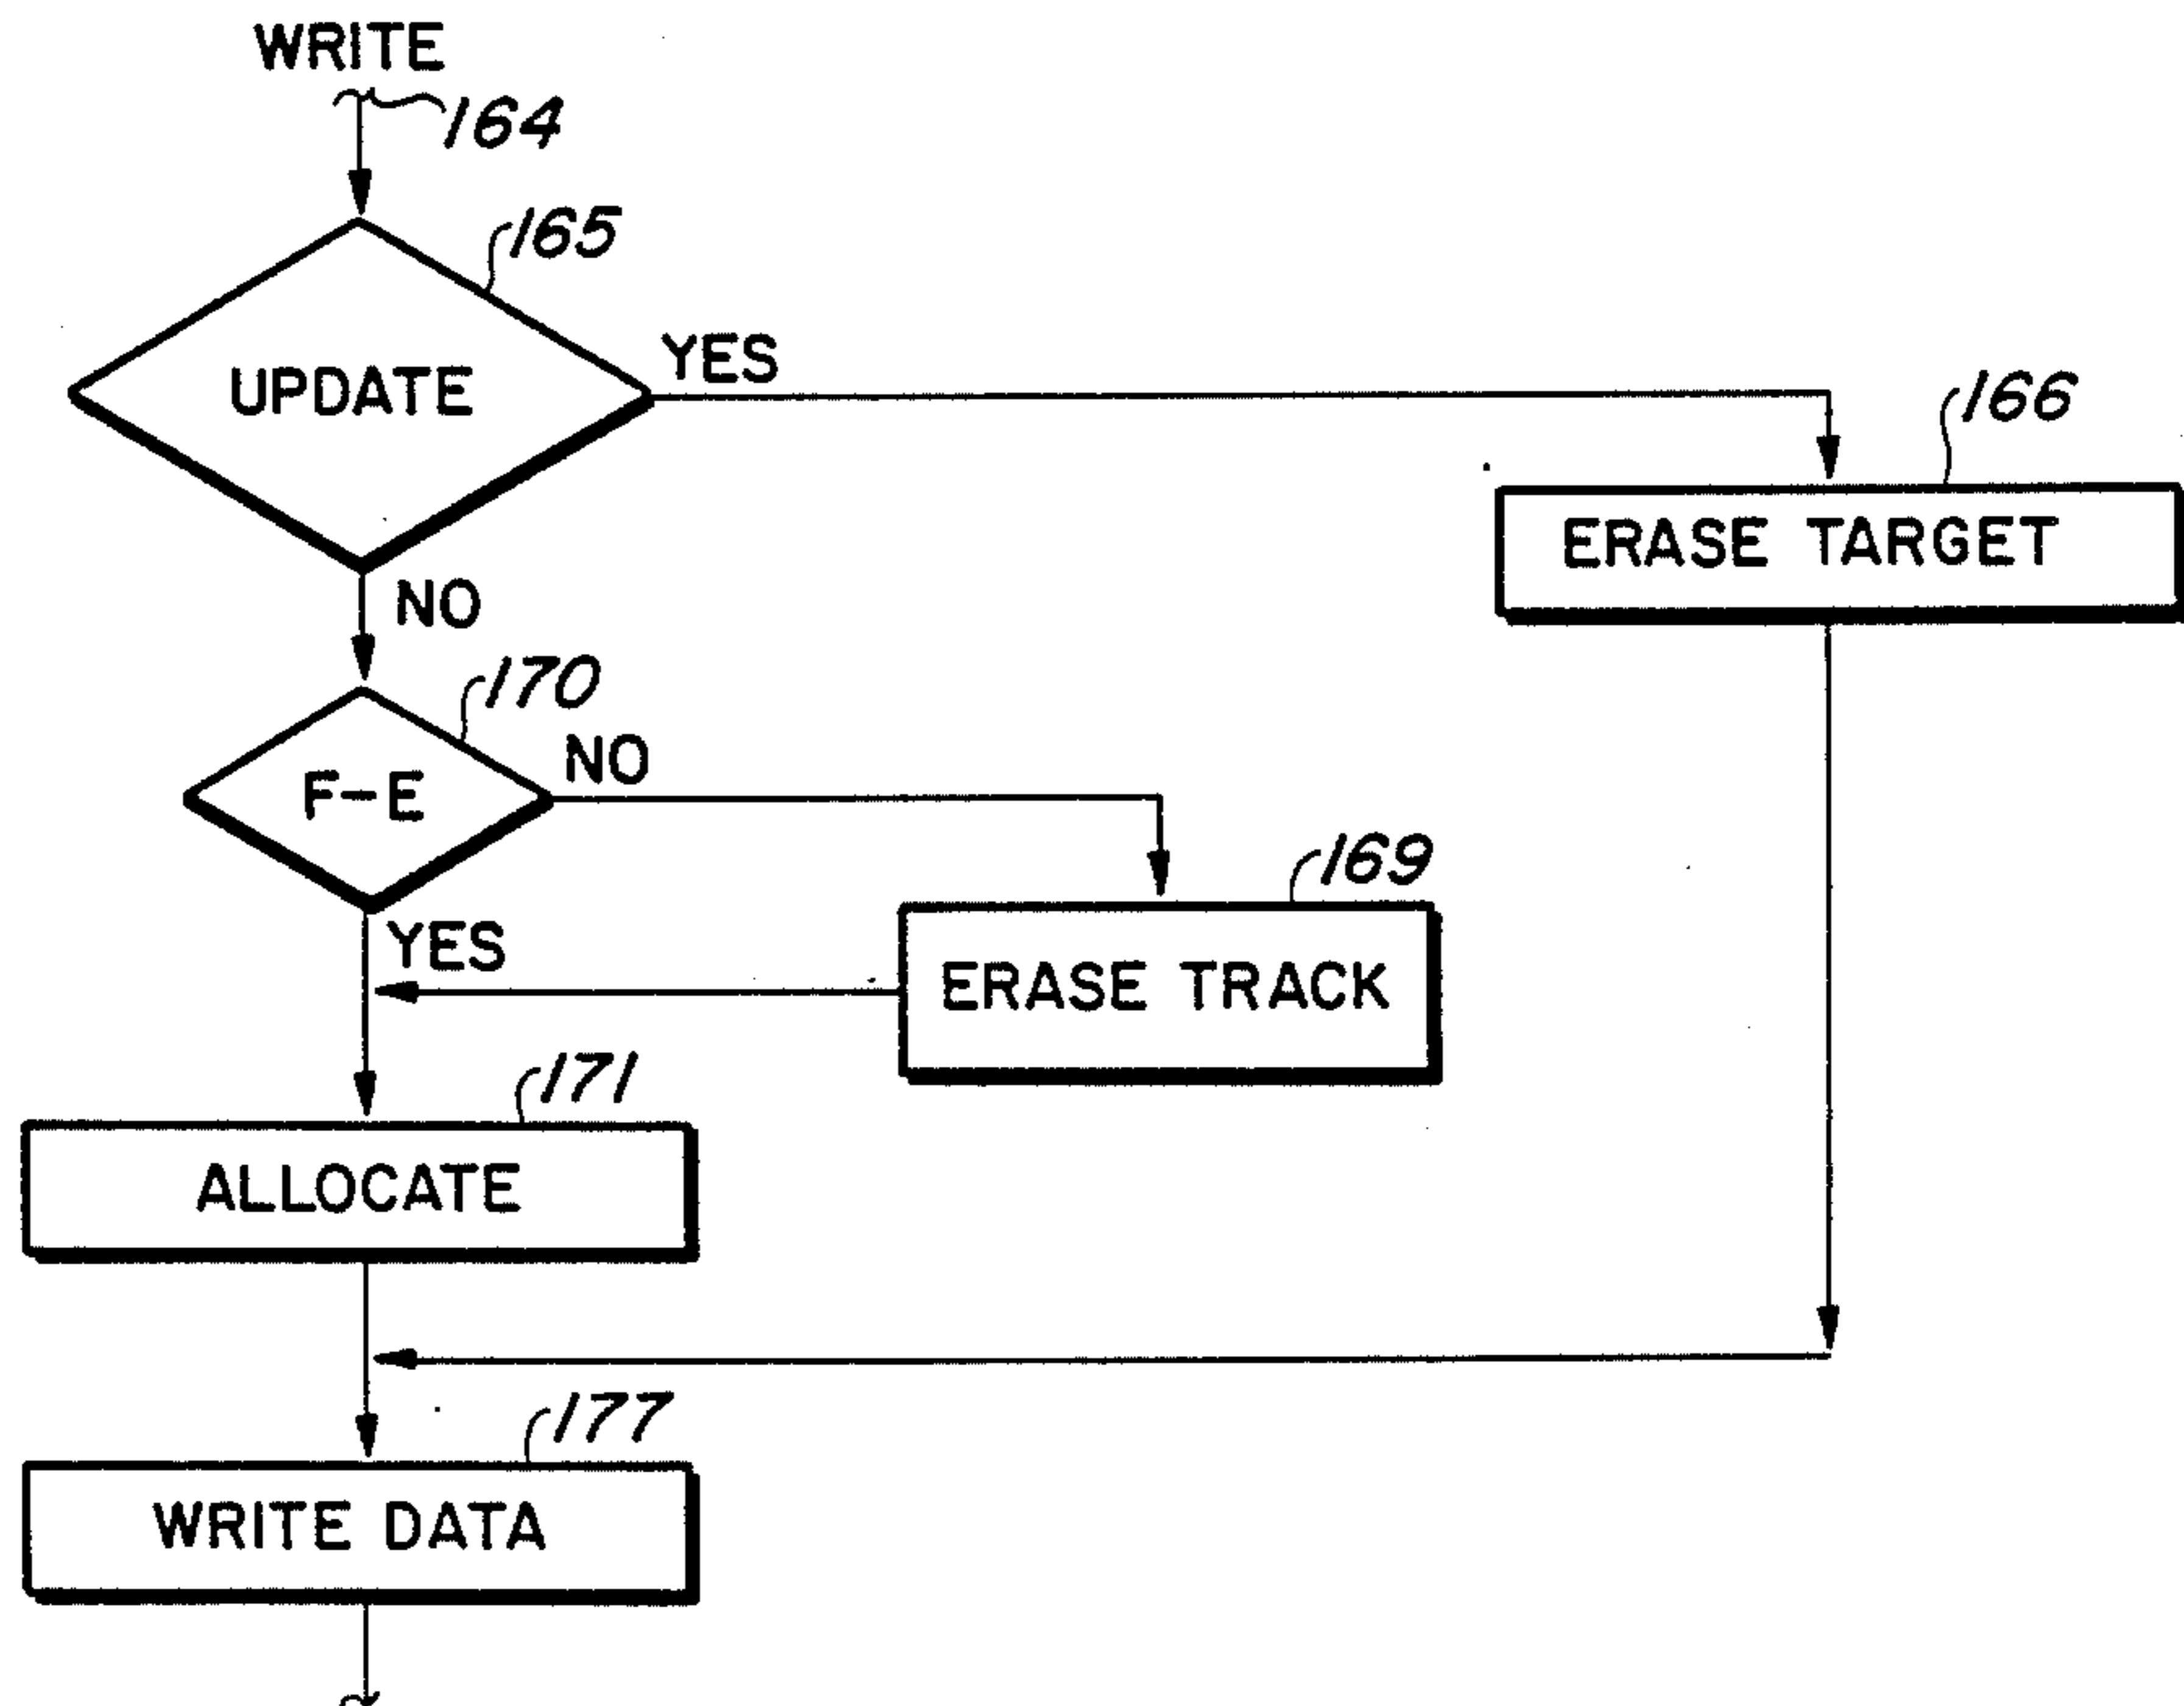 WRITE
164
165
UPDATE
YES
166
ERASE TARGET
NO
170
F-E
NO
169
YES
ERASE TRACK
171
ALLOCATE
177
WRITE DATA